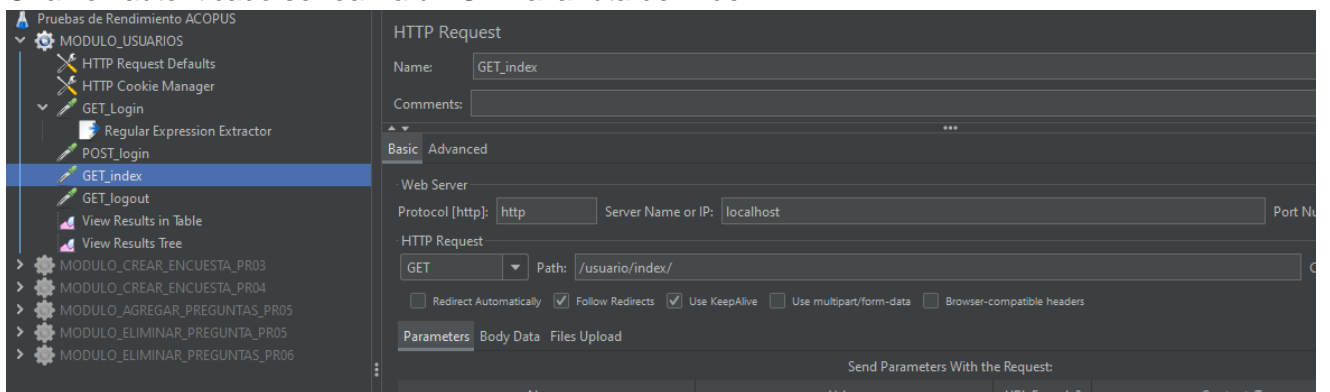 Pruebas de Rendimiento ACOPUS
MODULO_USUARIOS
HTTP Request Defaults
HTTP Cookie Manager
GET_Login
Regular Expression Extractor
POST_login
GET_index
GET_logout
View Results in Table
View Results Tree
MODULO_CREAR_ENCUESTA_PR03
MODULO_CREAR_ENCUESTA_PR04
MODULO_AGREGAR_PREGUNTAS_PR05
MODULO_ELIMINAR_PREGUNTA_PR05
MODULO_ELIMINAR_PREGUNTAS_PR06
HTTP Request
Name: GET_index
Comments:
Basic Advanced
Web Server
Protocol [http]: http Server Name or IP: localhost Port Nu
HTTP Request
GET Path: /usuario/index/
Redirect Automatically Follow Redirects Use KeepAlive Use multipart/form-data Browser-compatible headers
Parameters Body Data Files Upload
Send Parameters With the Request: